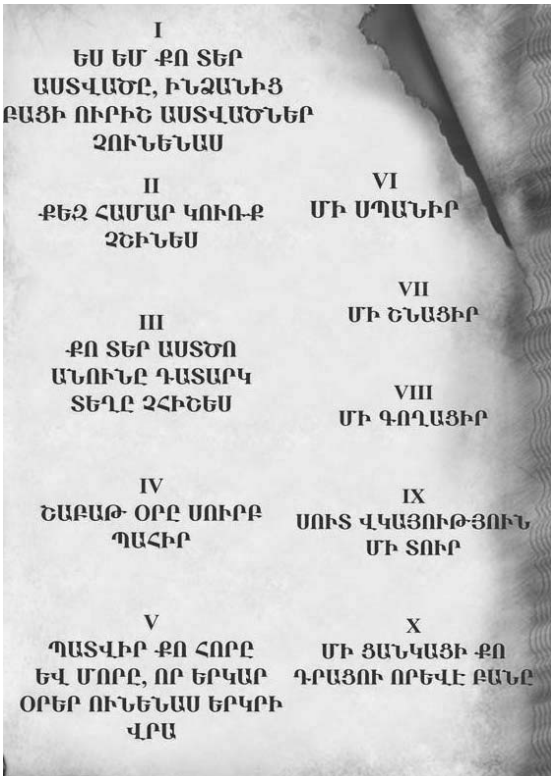 I
ԵՍ ԵՄ ՔՈ ՏԵՐ
ԱՍՏՎԱԾԸ, ԻՆՁԱՆԻՑ
ԲԱՑԻ ՈՒՐԻՇ ԱՍՏՎԱԾՆԵՐ
ՉՈՒՆԵՆԱՍ
II
ՔԵԶ ՀԱՄԱՐ ԿՈՒՌՔ
ՉՇԻՆԵՍ
III
ՔՈ ՏԵՐ ԱՍՏԾՈ
ԱՆՈՒՆԸ ԴԱՏԱՐԿ
ՏԵՂԸ ՉՀԻՇԵՍ
IV
ՇԱԲԱԹ ՕՐԸ ՍՈՒՐԲ
ՊԱՀԻՐ
V
ՊԱՏՎԻՐ ՔՈ ՀՈՐԸ
ԵՎ ՄՈՐԸ, ՈՐ ԵՐԿԱՐ
ՕՐԵՐ ՈՒՆԵՆԱՍ ԵՐԿՐԻ
ՎՐԱ
VI
ՄԻ ՍՊԱՆԻՐ
VII
ՄԻ ՇՆԱՑԻՐ
VIII
ՄԻ ԳՈՂԱՑԻՐ
IX
ՍՈՒՏ ՎԿԱՅՈՒԹՅՈՒՆ
ՄԻ ՏՈՒՐ
X
ՄԻ ՑԱՆԿԱՑԻ ՔՈ
ԴՐԱՑՈՒ ՈՐԵՎԷ ԲԱՆԸ